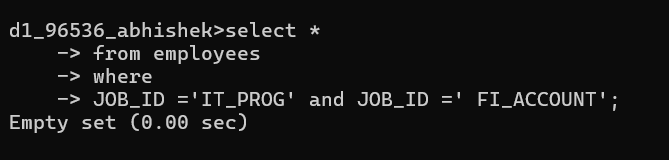 d1_96536_abhishek>select *
    -> from employees
    -> where
    -> JOB_ID ='IT_PROG' and JOB_ID =' FI_ACCOUNT';
Empty set (0.00 sec)